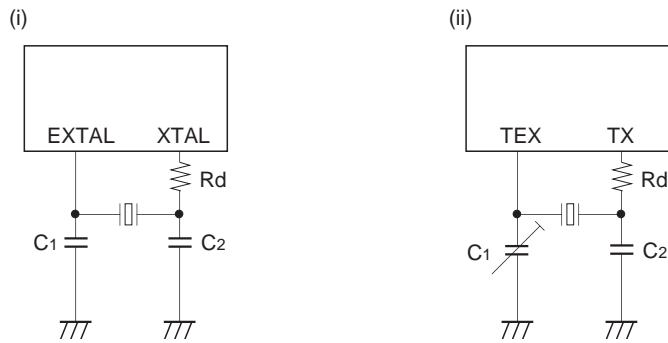 (i)
EXTAL XTAL
Rd
C1 C2
(ii)
TEX TX
Rd
C1 C2